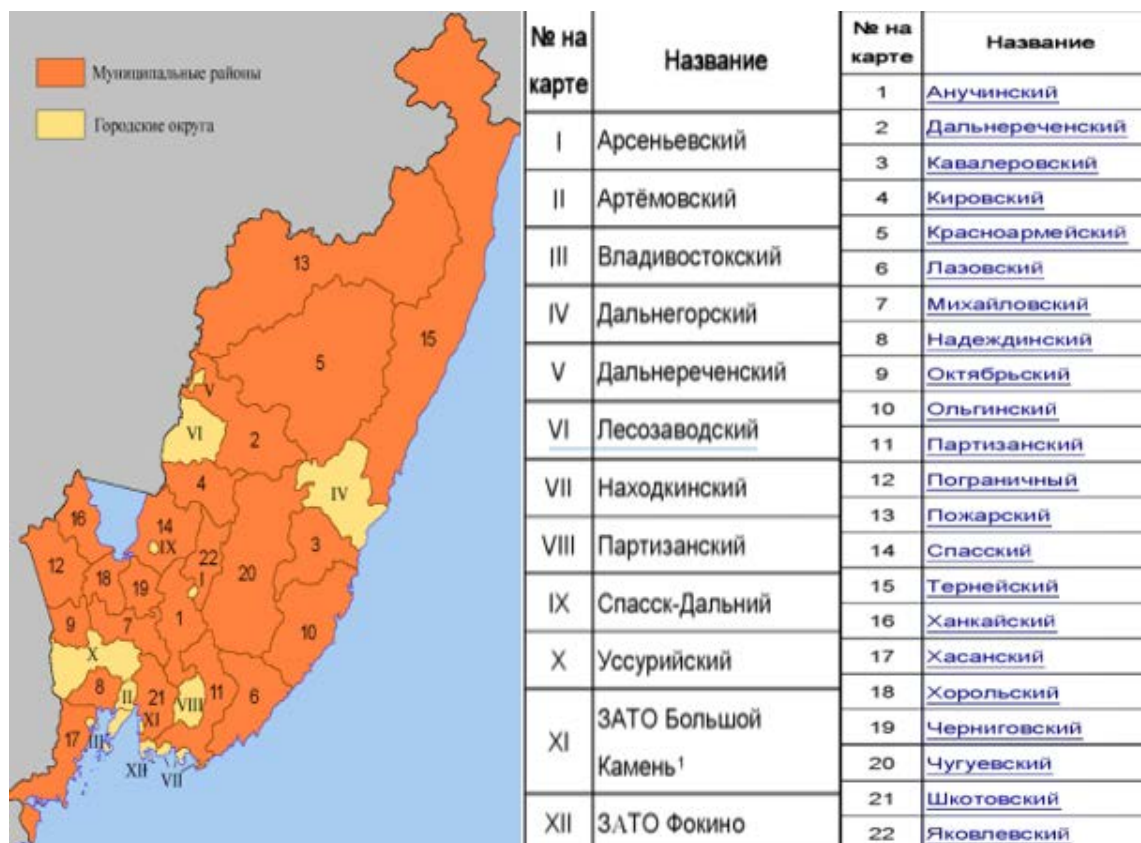 Муниципальные районы
Городские округа
13
15
5
V
VI
2
IV
4
16
14
IX
22
3
12
18
19
I
20
9
7
1
10
X
8
II
21
VIII
11
6
17
III
XI
XII
VII
№ на карте Название
I Арсеньевский
II Артёмовский
III Владивостокский
IV Дальнегорский
V Дальнереченский
VI Лесозаводский
VII Находкинский
VIII Партизанский
IX Спасск-Дальний
X Уссурийский
XI ЗАТО Большой Камень¹
XII ЗАТО Фокино
№ на карте Название
1 Анучинский
2 Дальнереченский
3 Кавалеровский
4 Кировский
5 Красноармейский
6 Лазовский
7 Михайловский
8 Надеждинский
9 Октябрьский
10 Ольгинский
11 Партизанский
12 Пограничный
13 Пожарский
14 Спасский
15 Тернейский
16 Ханкайский
17 Хасанский
18 Хорольский
19 Черниговский
20 Чугуевский
21 Шкотовский
22 Яковлевский